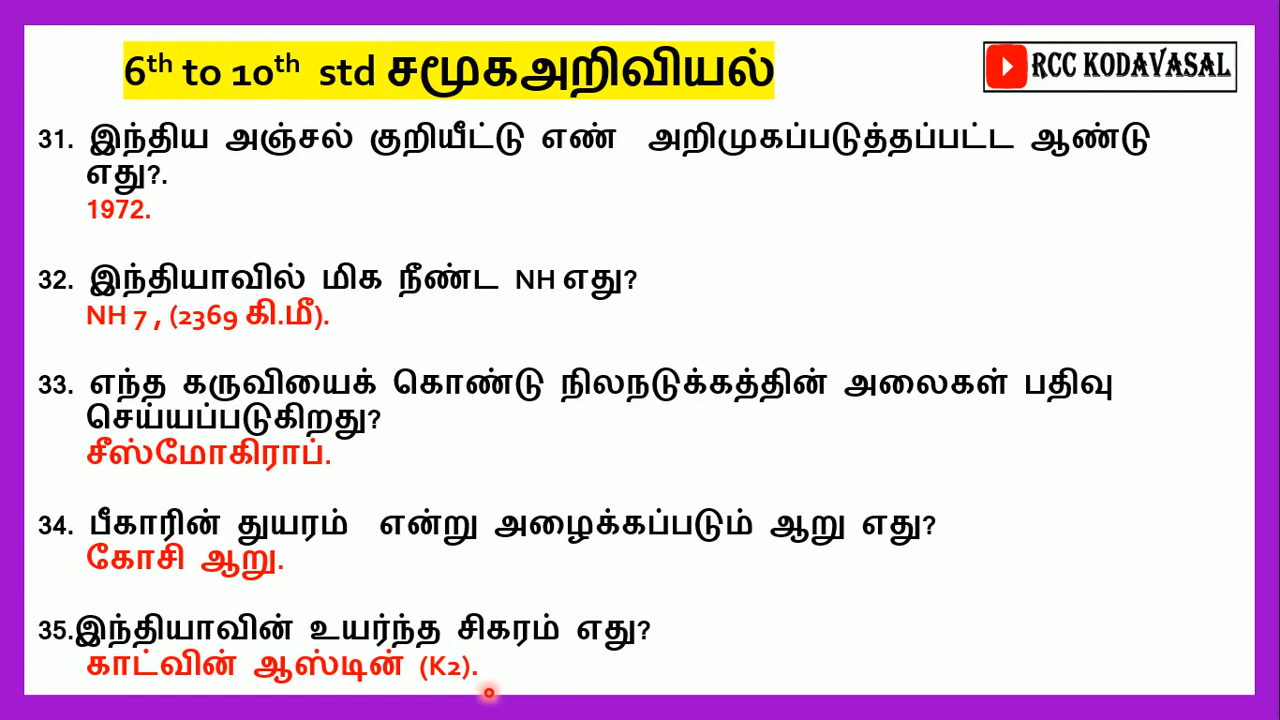 6th to 10th std சமூகஅறிவியல்
RCC KODAVASAL
31. இந்திய அஞ்சல் குறியீட்டு எண் அறிமுகப்படுத்தப்பட்ட ஆண்டு
எது?.
1972.
32. இந்தியாவில் மிக நீண்ட NH எது?
NH 7 , (2369 கி.மீ).
33. எந்த கருவியைக் கொண்டு நிலநடுக்கத்தின் அலைகள் பதிவு
செய்யப்படுகிறது?
சீஸ்மோகிராப்.
34. பீகாரின் துயரம் என்று அழைக்கப்படும் ஆறு எது?
கோசி ஆறு.
35.இந்தியாவின் உயர்ந்த சிகரம் எது?
காட்வின் ஆஸ்டின் (K2).